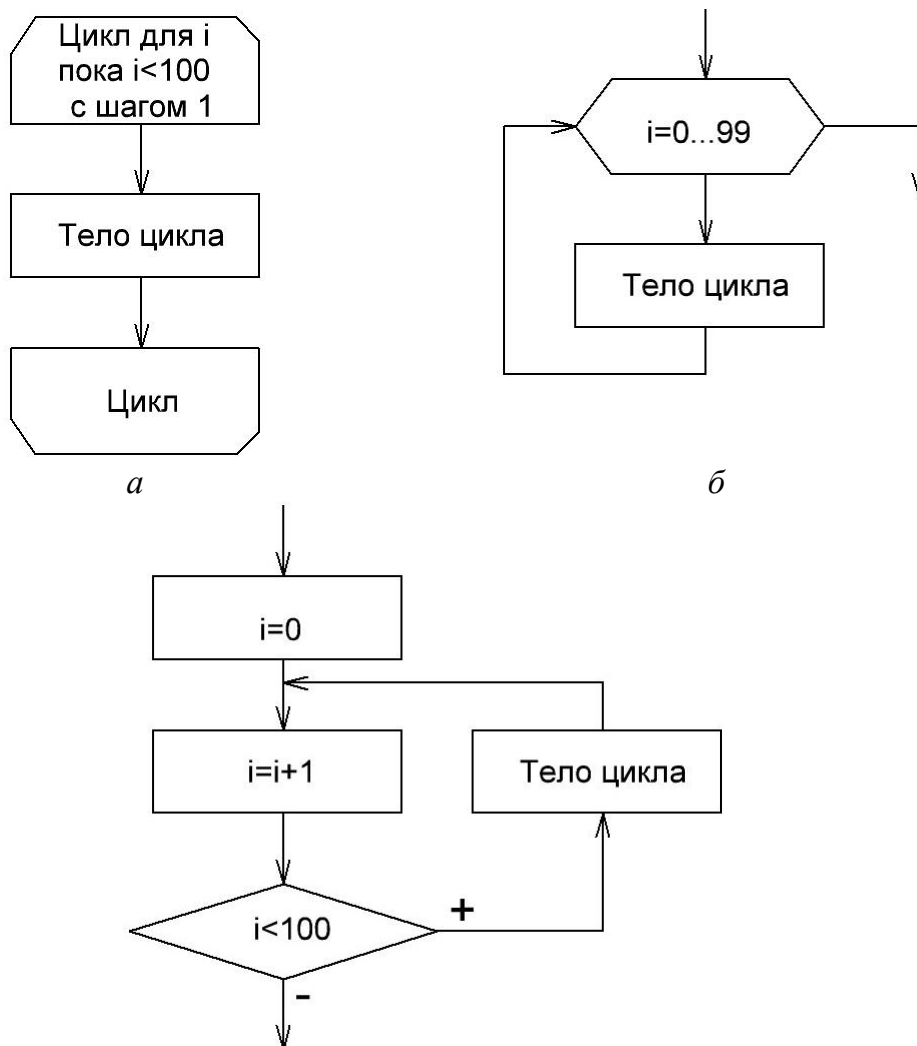 Цикл для i
пока i<100
с шагом 1
Тело цикла
Цикл
а
i=0...99
Тело цикла
б
i=0
i=i+1
Тело цикла
i<100
+
-